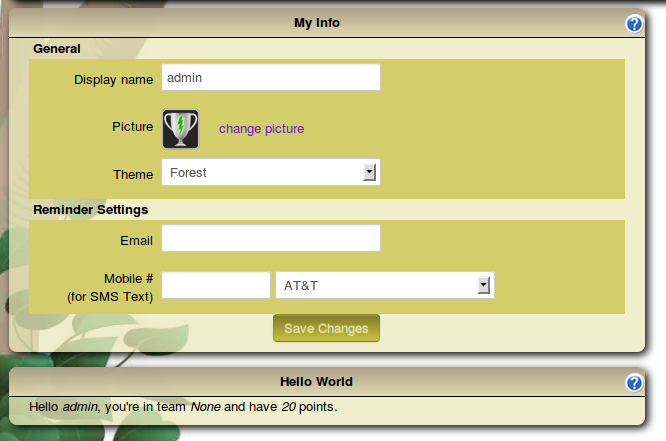 My Info
?
General
Display name admin
Picture change picture
Theme Forest
Reminder Settings
Email
Mobile #
(for SMS Text) AT&T
Save Changes
Hello World
?
Hello admin, you're in team None and have 20 points.